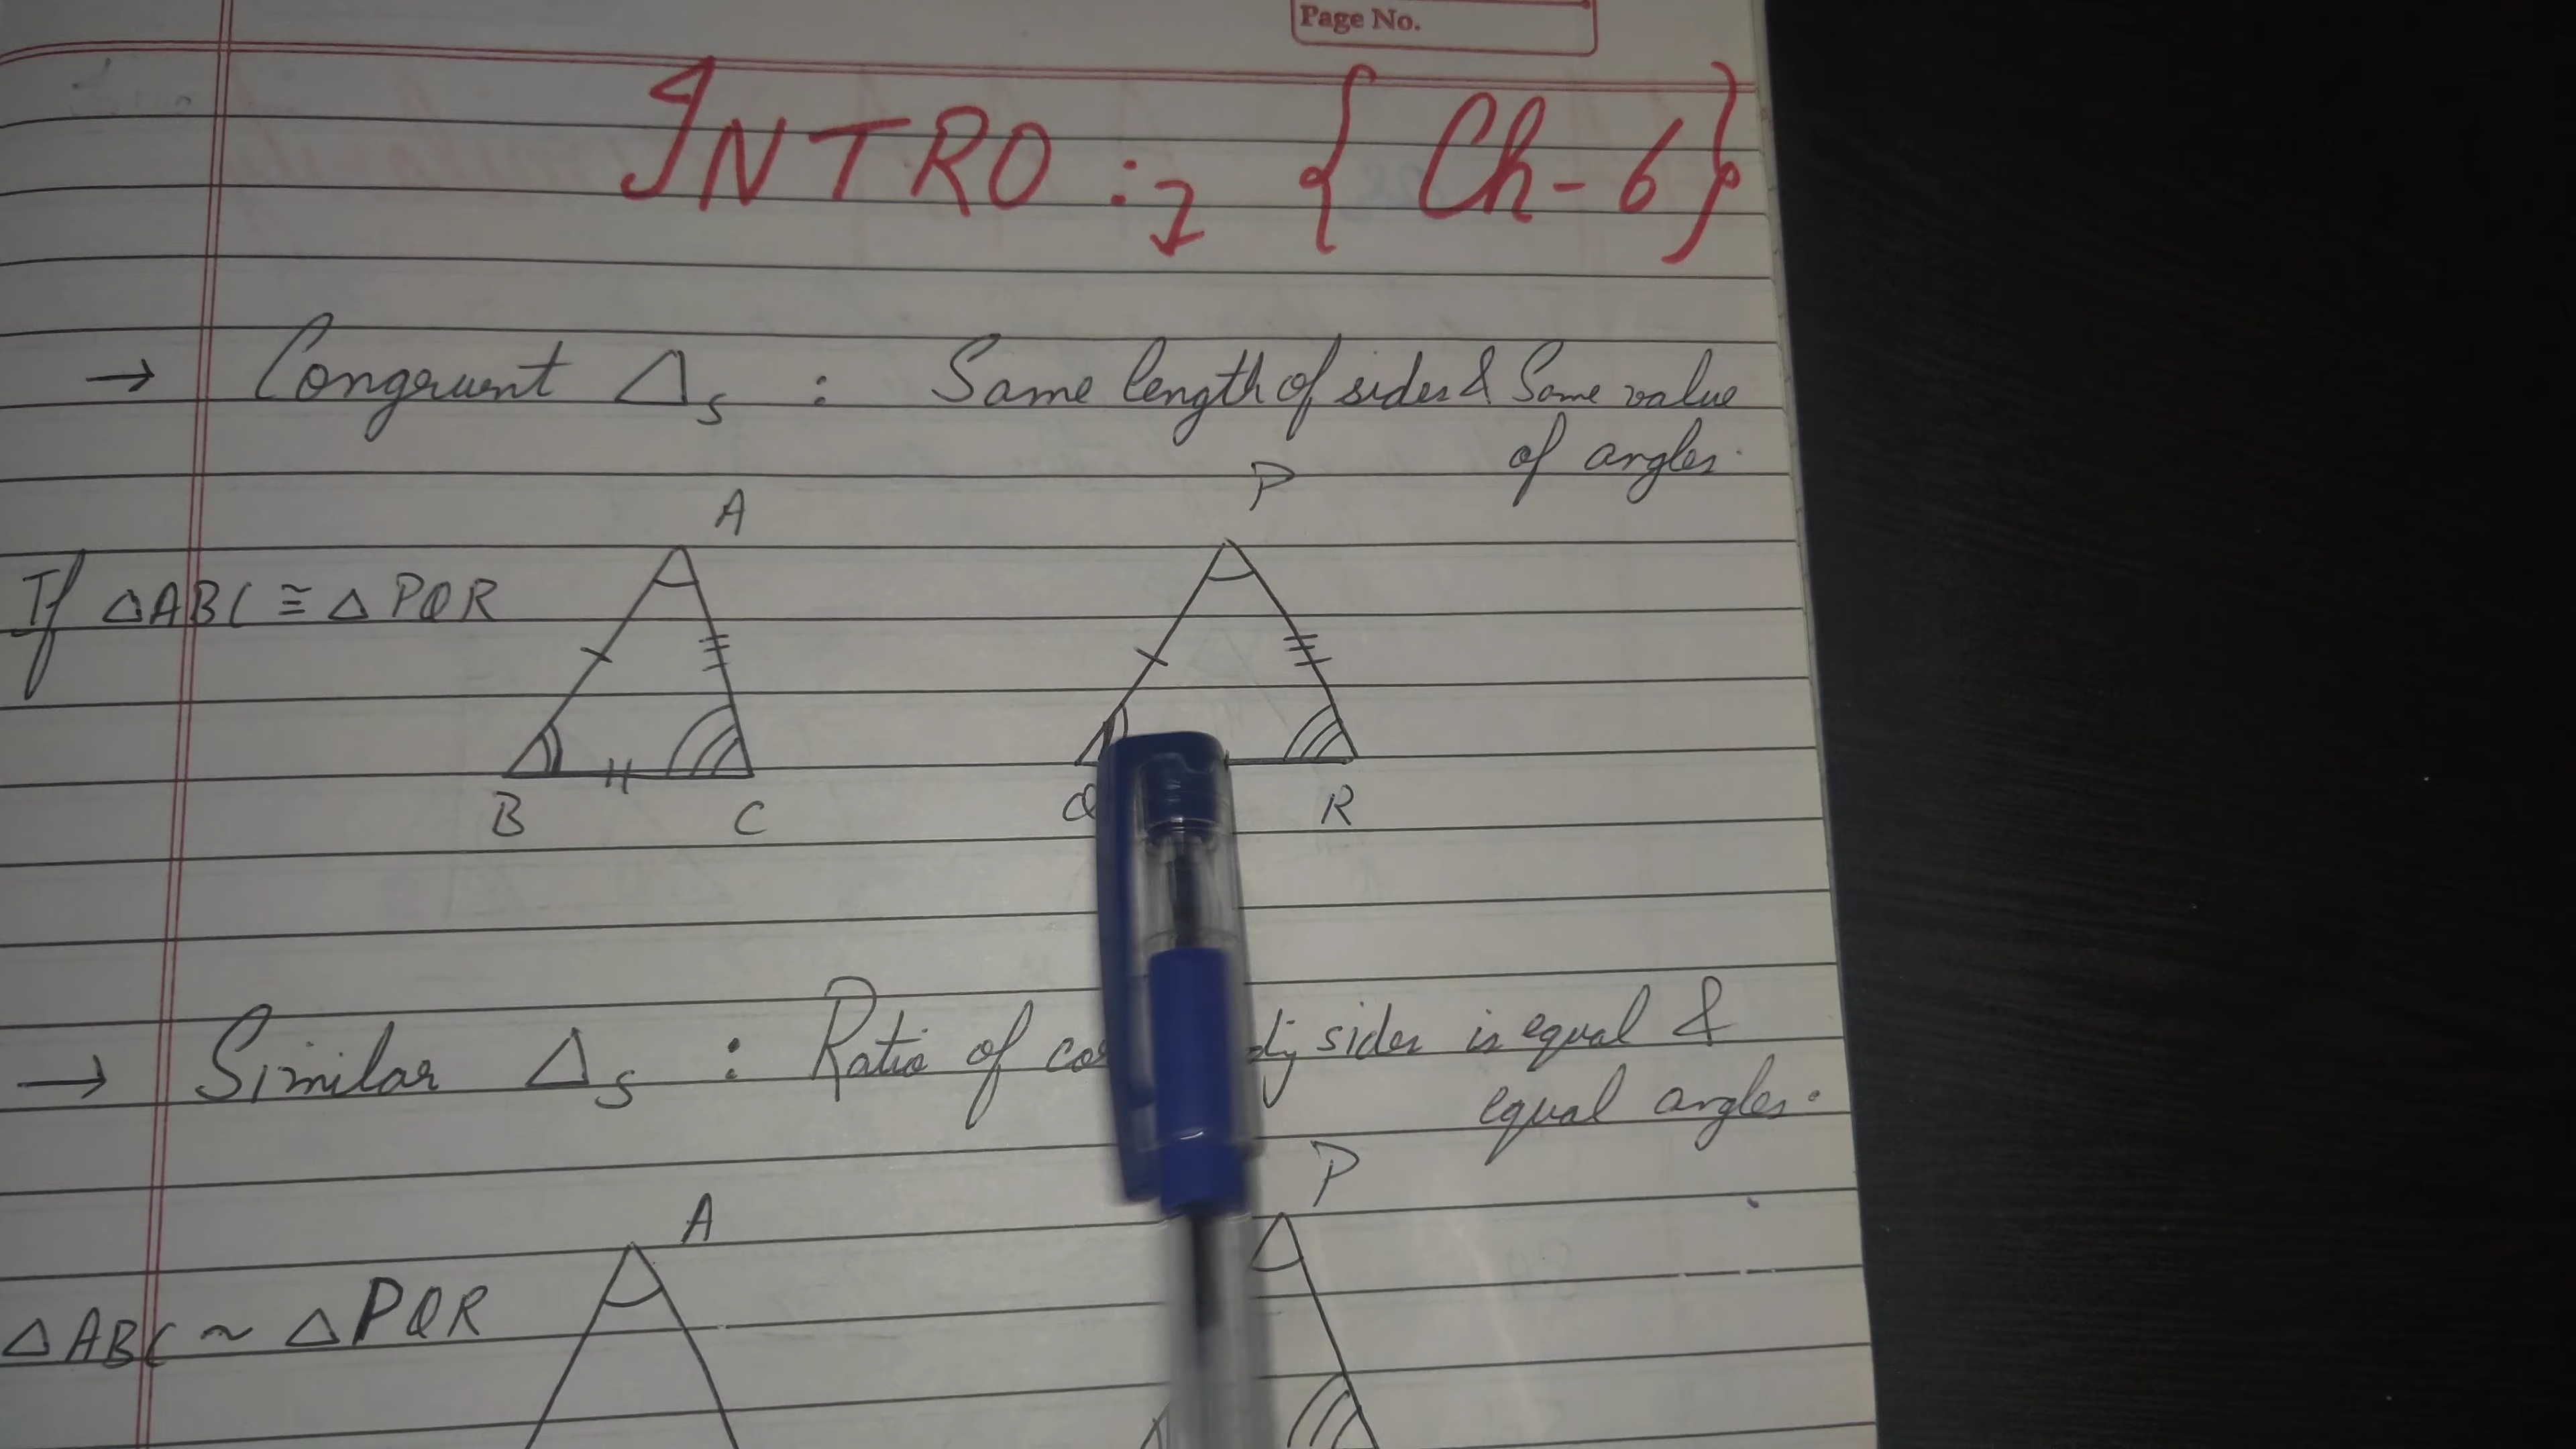 Page No.
INTRO :- { Ch-6 }
→ Congruent Δs : Same length of sides & Same value
of angles.
A
P
If ΔABC ≅ ΔPQR
B
C
Q
R
→ Similar Δs : Ratio of sides is equal &
equal angles.
P
A
ΔABC ~ ΔPQR